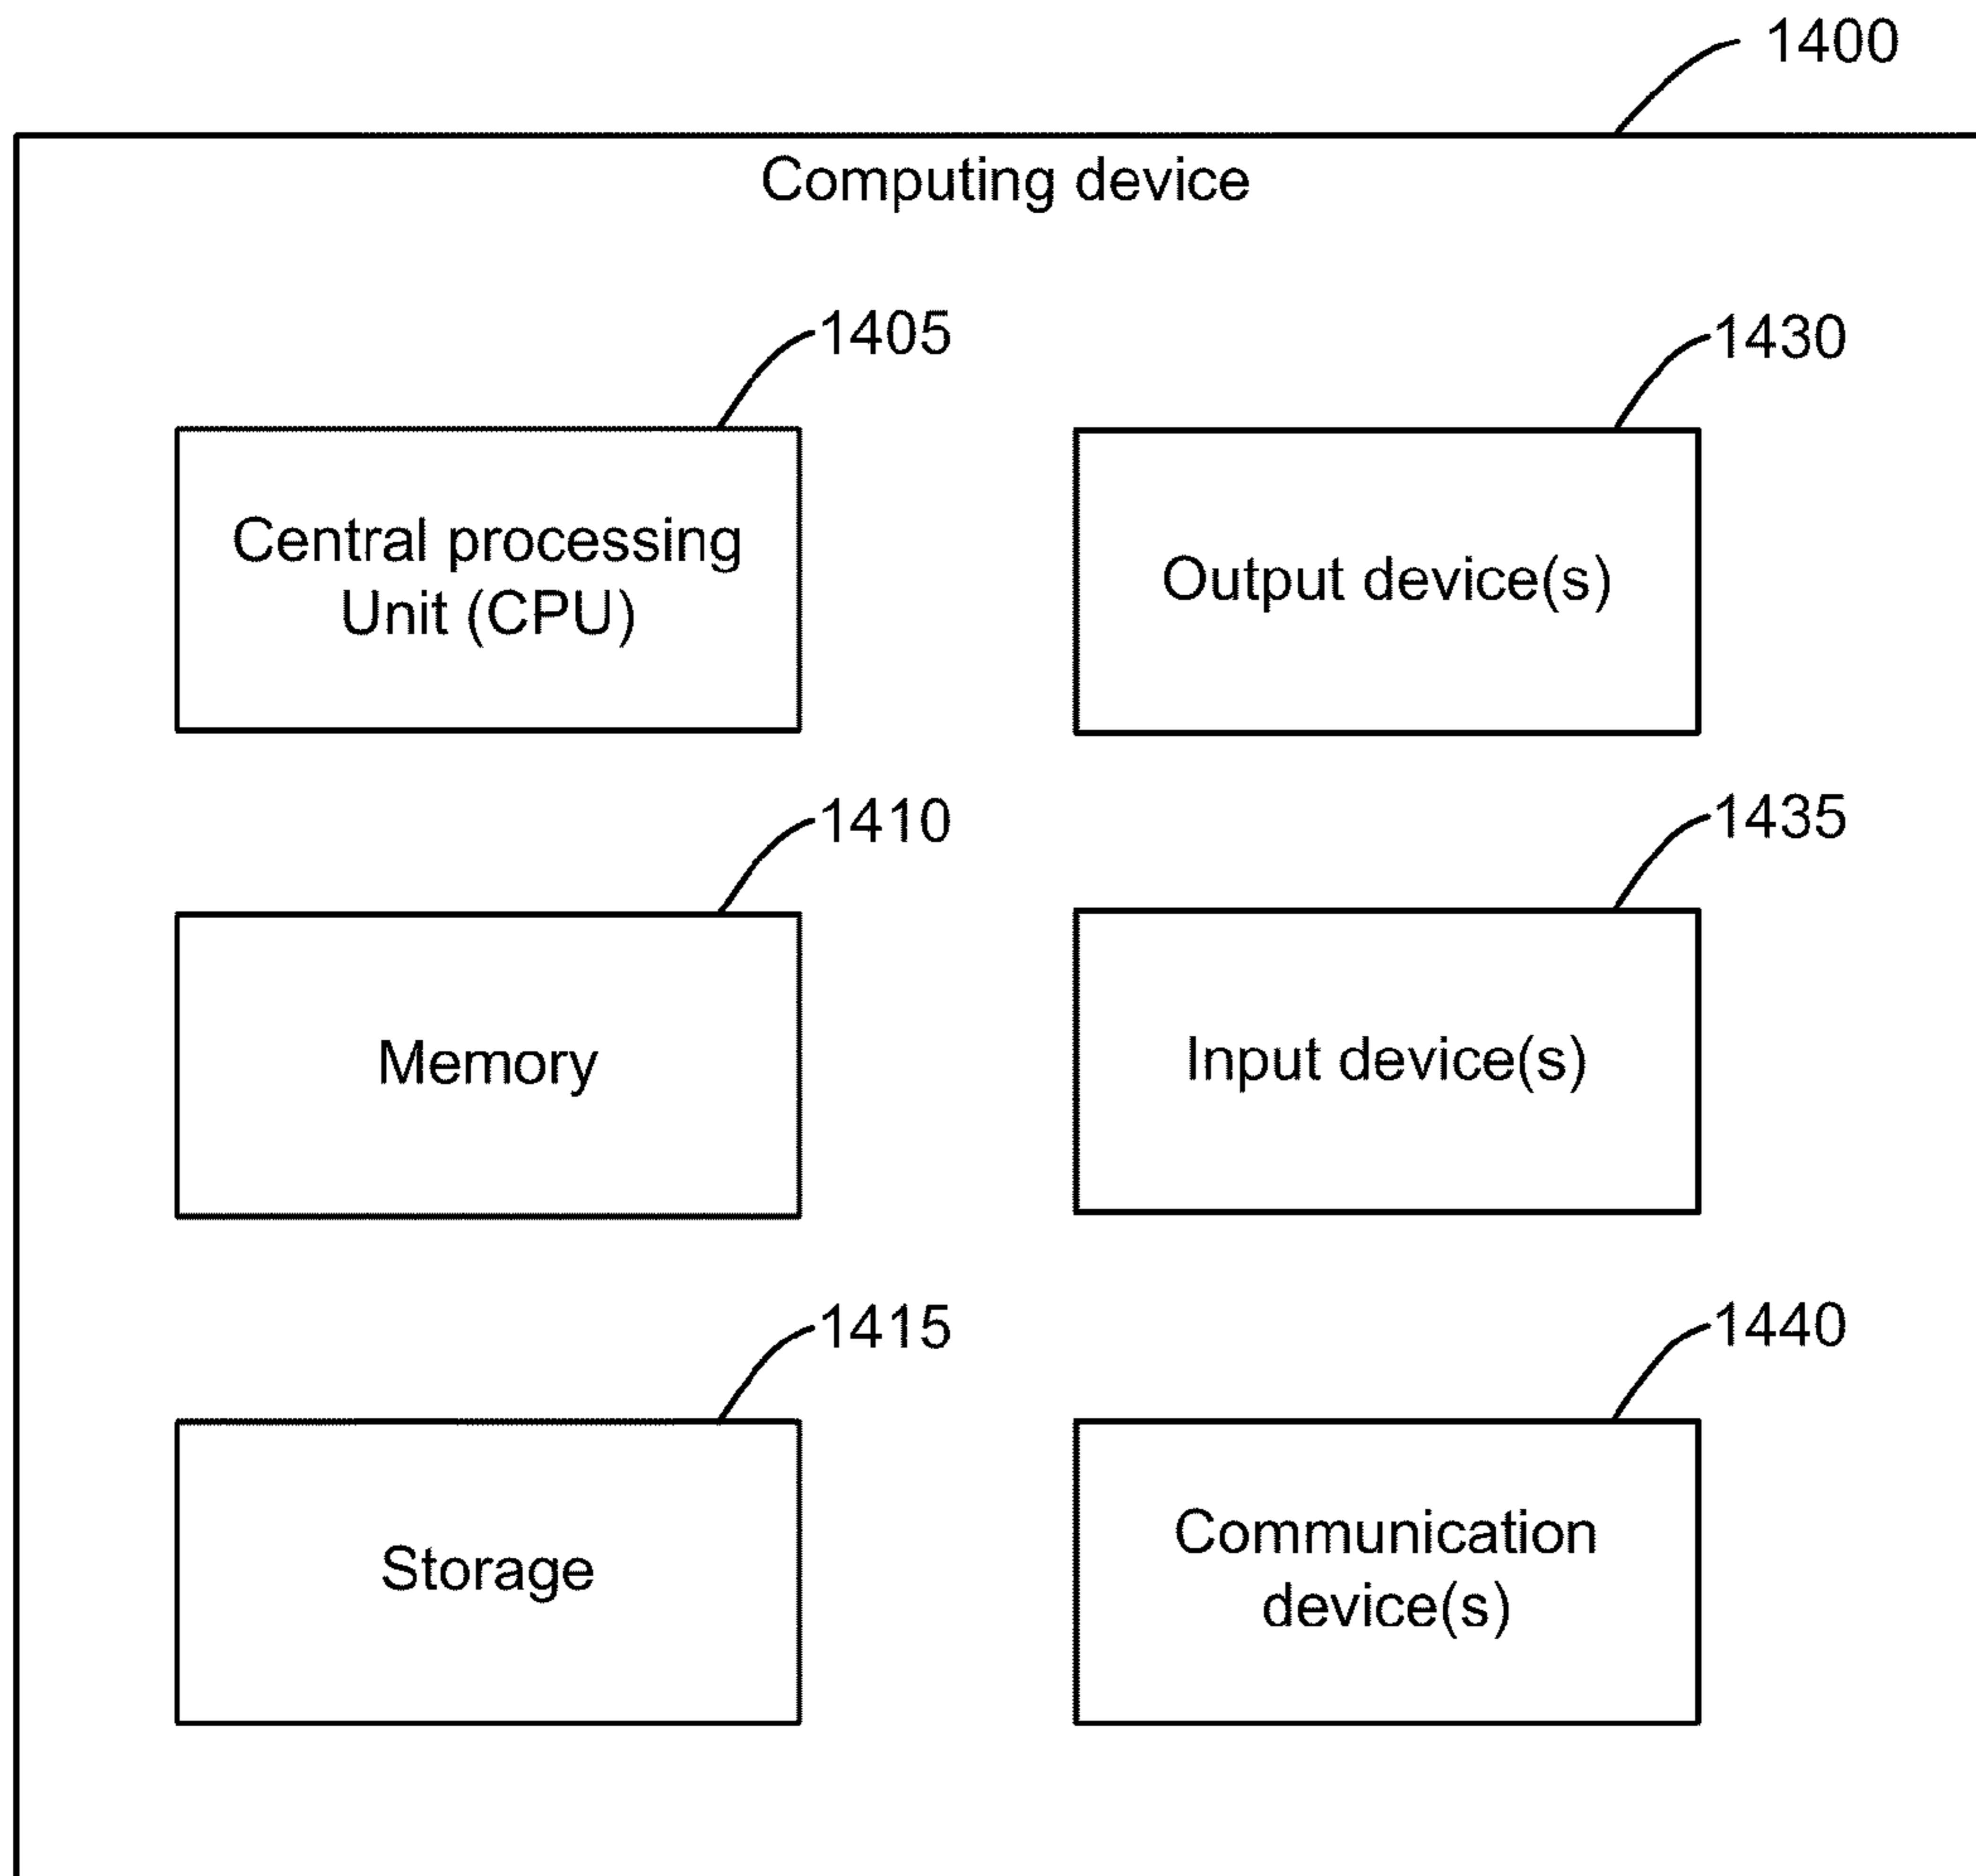 1400
Computing device
1405
1430
Central processing
Unit (CPU)
Output device(s)
1410
1435
Memory
Input device(s)
1415
1440
Storage
Communication
device(s)